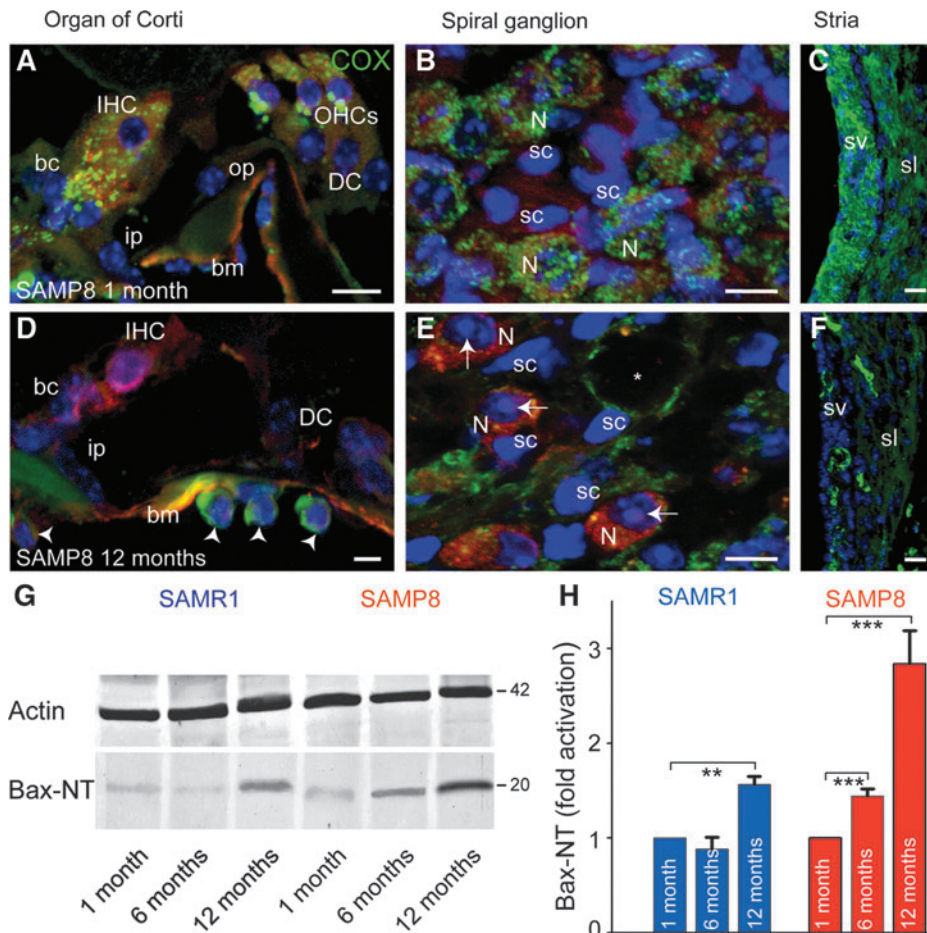 Organ of Corti
Spiral ganglion
Stria
A
COX
IHC
OHCs
bc
op
DC
ip
bm
SAMP8 1 month
B
N
sc
sc
sc
N
N
C
sv
sl
D
IHC
bc
DC
ip
bm
SAMP8 12 months
E
N
sc
*
N
sc
sc
sc
N
F
sv
sl
G
SAMR1 SAMP8
Actin
42
Bax-NT
20
1 month
6 months
12 months
1 month
6 months
12 months
H
SAMR1 SAMP8
Bax-NT (fold activation)
3
2
1
0
**
***
***
1 month
6 months
12 months
1 month
6 months
12 months